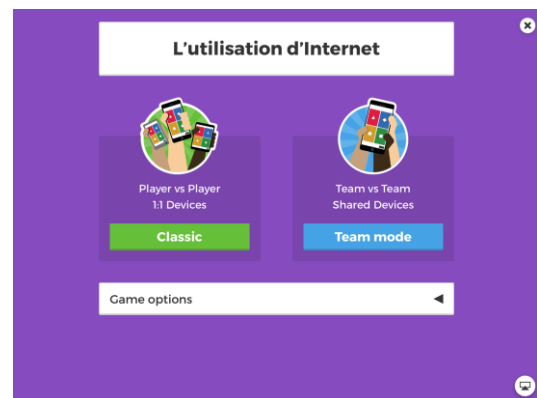 L'utilisation d'Internet
Player vs Player
1:1 Devices
Classic
Team vs Team
Shared Devices
Team mode
Game options